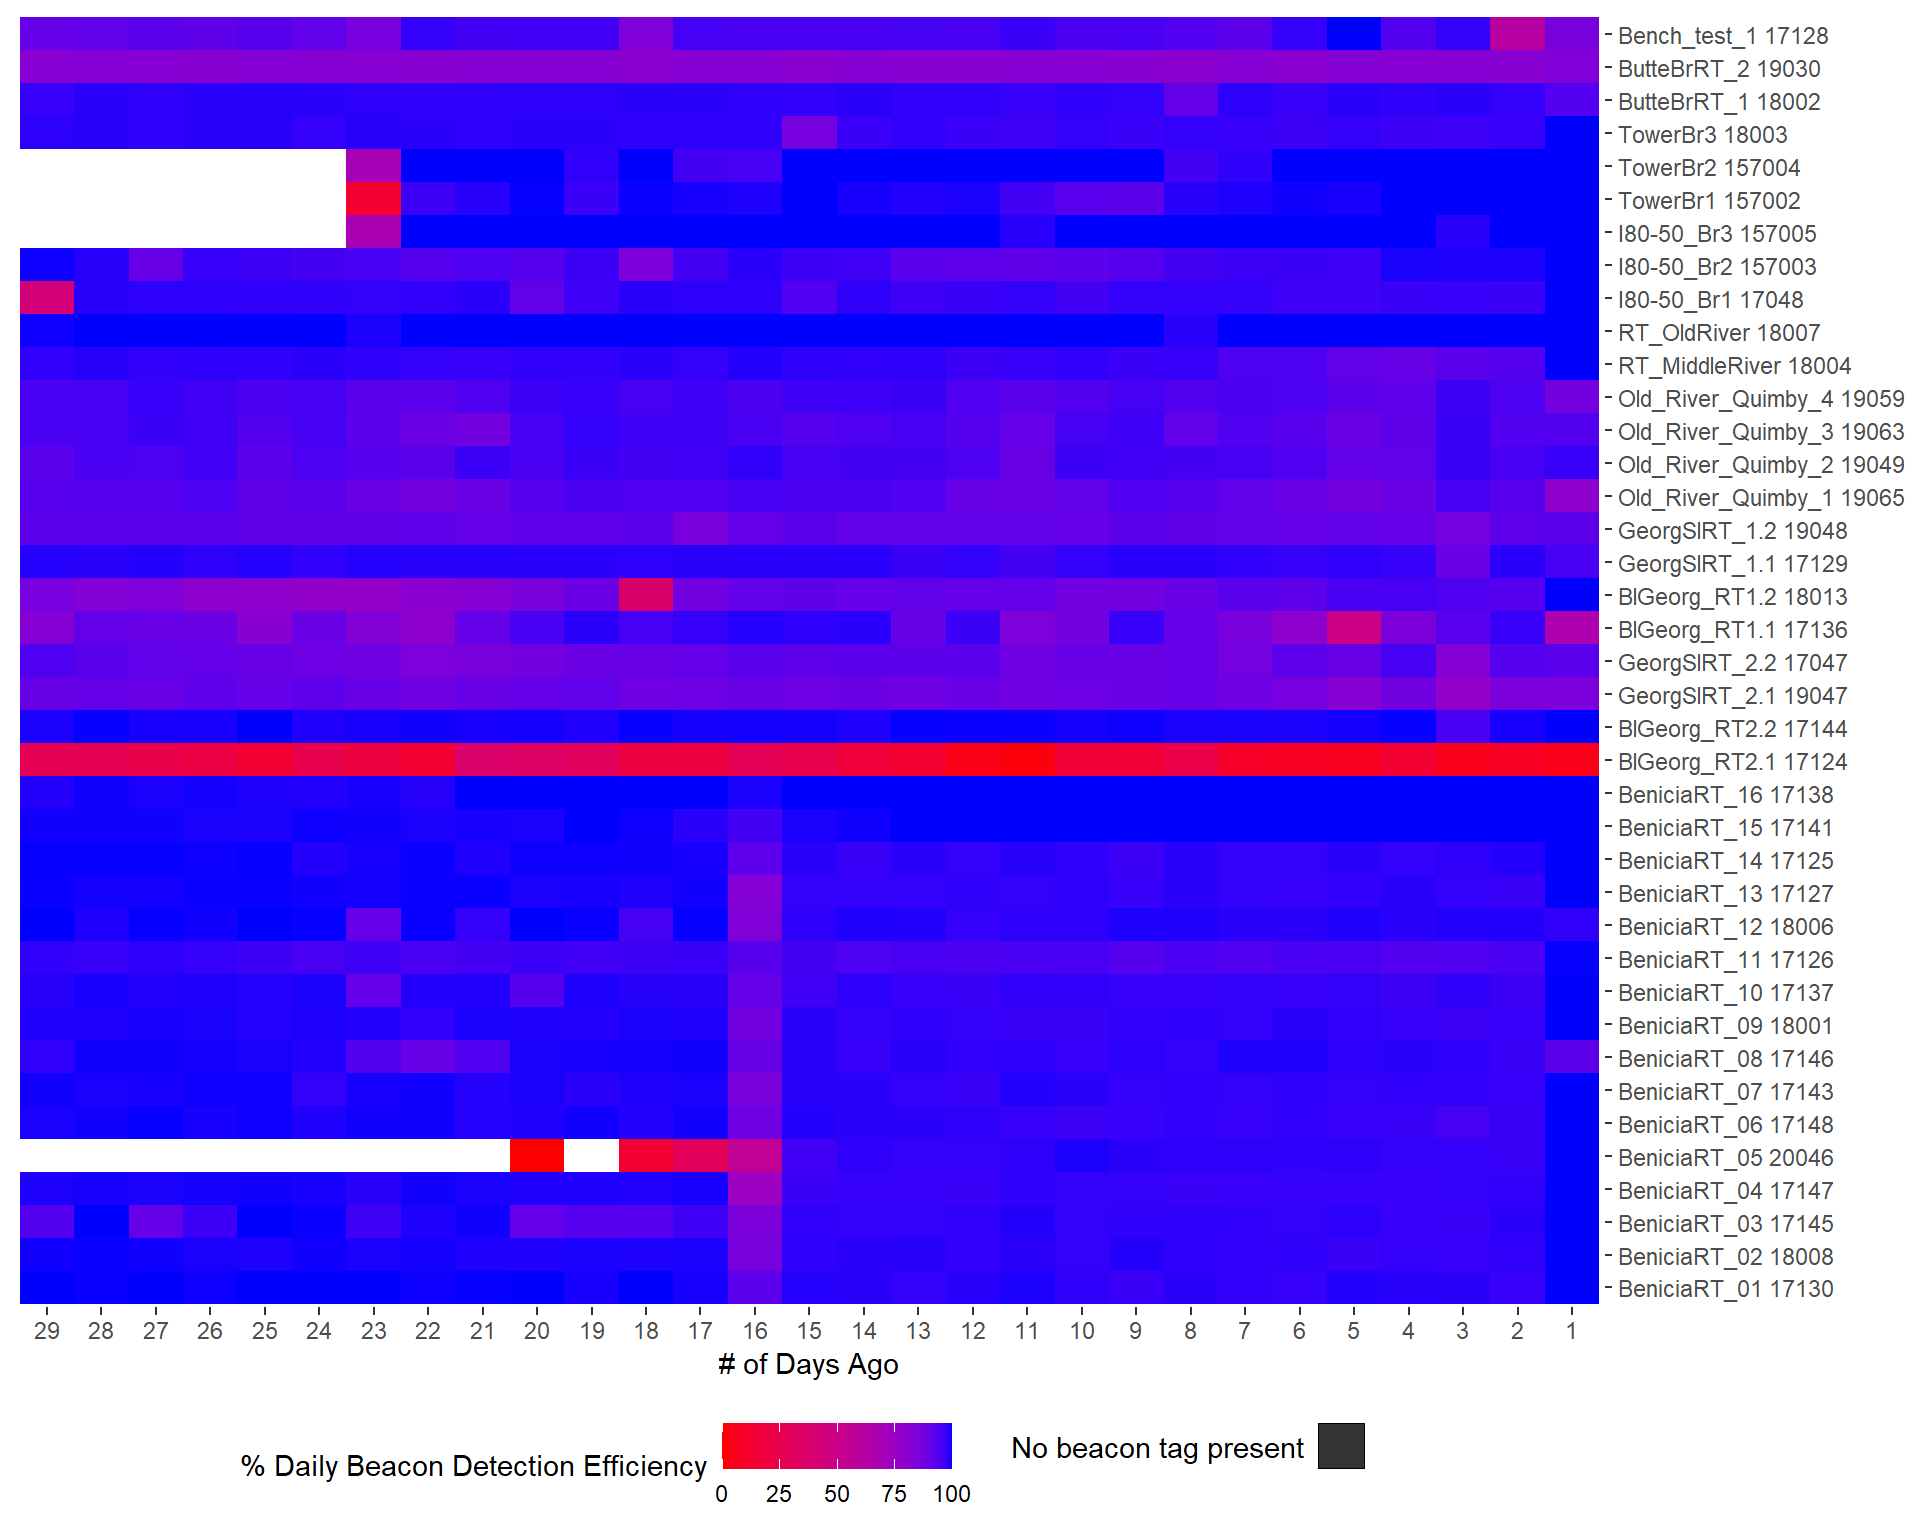 Bench_test_1 17128
ButteBrRT_2 19030
ButteBrRT_1 18002
TowerBr3 18003
TowerBr2 157004
TowerBr1 157002
I80-50_Br3 157005
I80-50_Br2 157003
I80-50_Br1 17048
RT_OldRiver 18007
RT_MiddleRiver 18004
Old_River_Quimby_4 19059
Old_River_Quimby_3 19063
Old_River_Quimby_2 19049
Old_River_Quimby_1 19065
GeorgSlRT_1.2 19048
GeorgSlRT_1.1 17129
BlGeorg_RT1.2 18013
BlGeorg_RT1.1 17136
GeorgSlRT_2.2 17047
GeorgSlRT_2.1 19047
BlGeorg_RT2.2 17144
BlGeorg_RT2.1 17124
BeniciaRT_16 17138
BeniciaRT_15 17141
BeniciaRT_14 17125
BeniciaRT_13 17127
BeniciaRT_12 18006
BeniciaRT_11 17126
BeniciaRT_10 17137
BeniciaRT_09 18001
BeniciaRT_08 17146
BeniciaRT_07 17143
BeniciaRT_06 17148
BeniciaRT_05 20046
BeniciaRT_04 17147
BeniciaRT_03 17145
BeniciaRT_02 18008
BeniciaRT_01 17130
29 28 27 26 25 24 23 22 21 20 19 18 17 16 15 14 13 12 11 10 9 8 7 6 5 4 3 2 1
# of Days Ago
% Daily Beacon Detection Efficiency
0 25 50 75 100
No beacon tag present